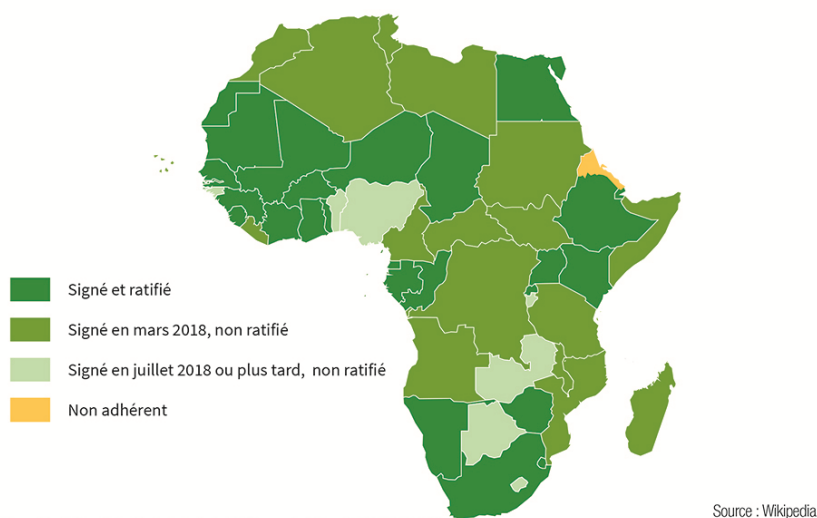 Signé et ratifié
Signé en mars 2018, non ratifié
Signé en juillet 2018 ou plus tard, non ratifié
Non adhérent
Source : Wikipedia